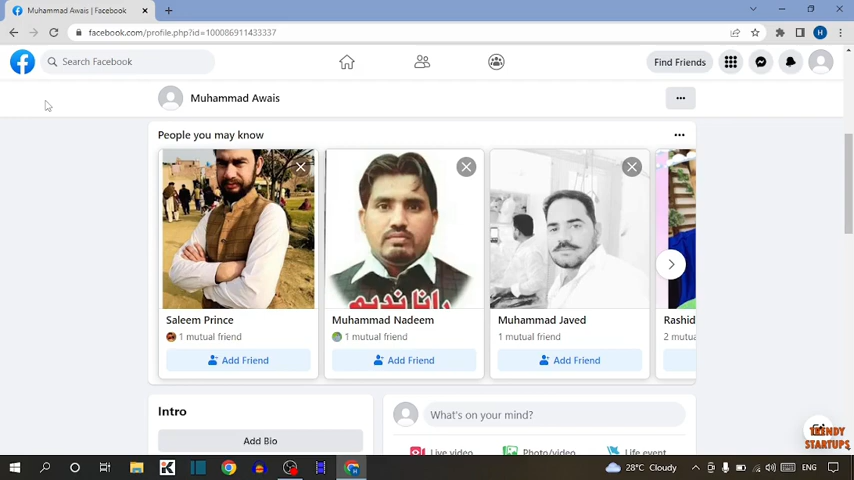 Muhammad Awais | Facebook
facebook.com/profile.php?id=100086911433337
H
Search Facebook
Find Friends
Muhammad Awais
People you may know
رانا ندیم
Saleem Prince
1 mutual friend
Add Friend
Muhammad Nadeem
1 mutual friend
Add Friend
Muhammad Javed
1 mutual friend
Add Friend
Rashid
2 mutua
Intro
Add Bio
What's on your mind?
Live video
Photo/video
Life event
TRENDY
STARTUPS
28°C Cloudy
ENG